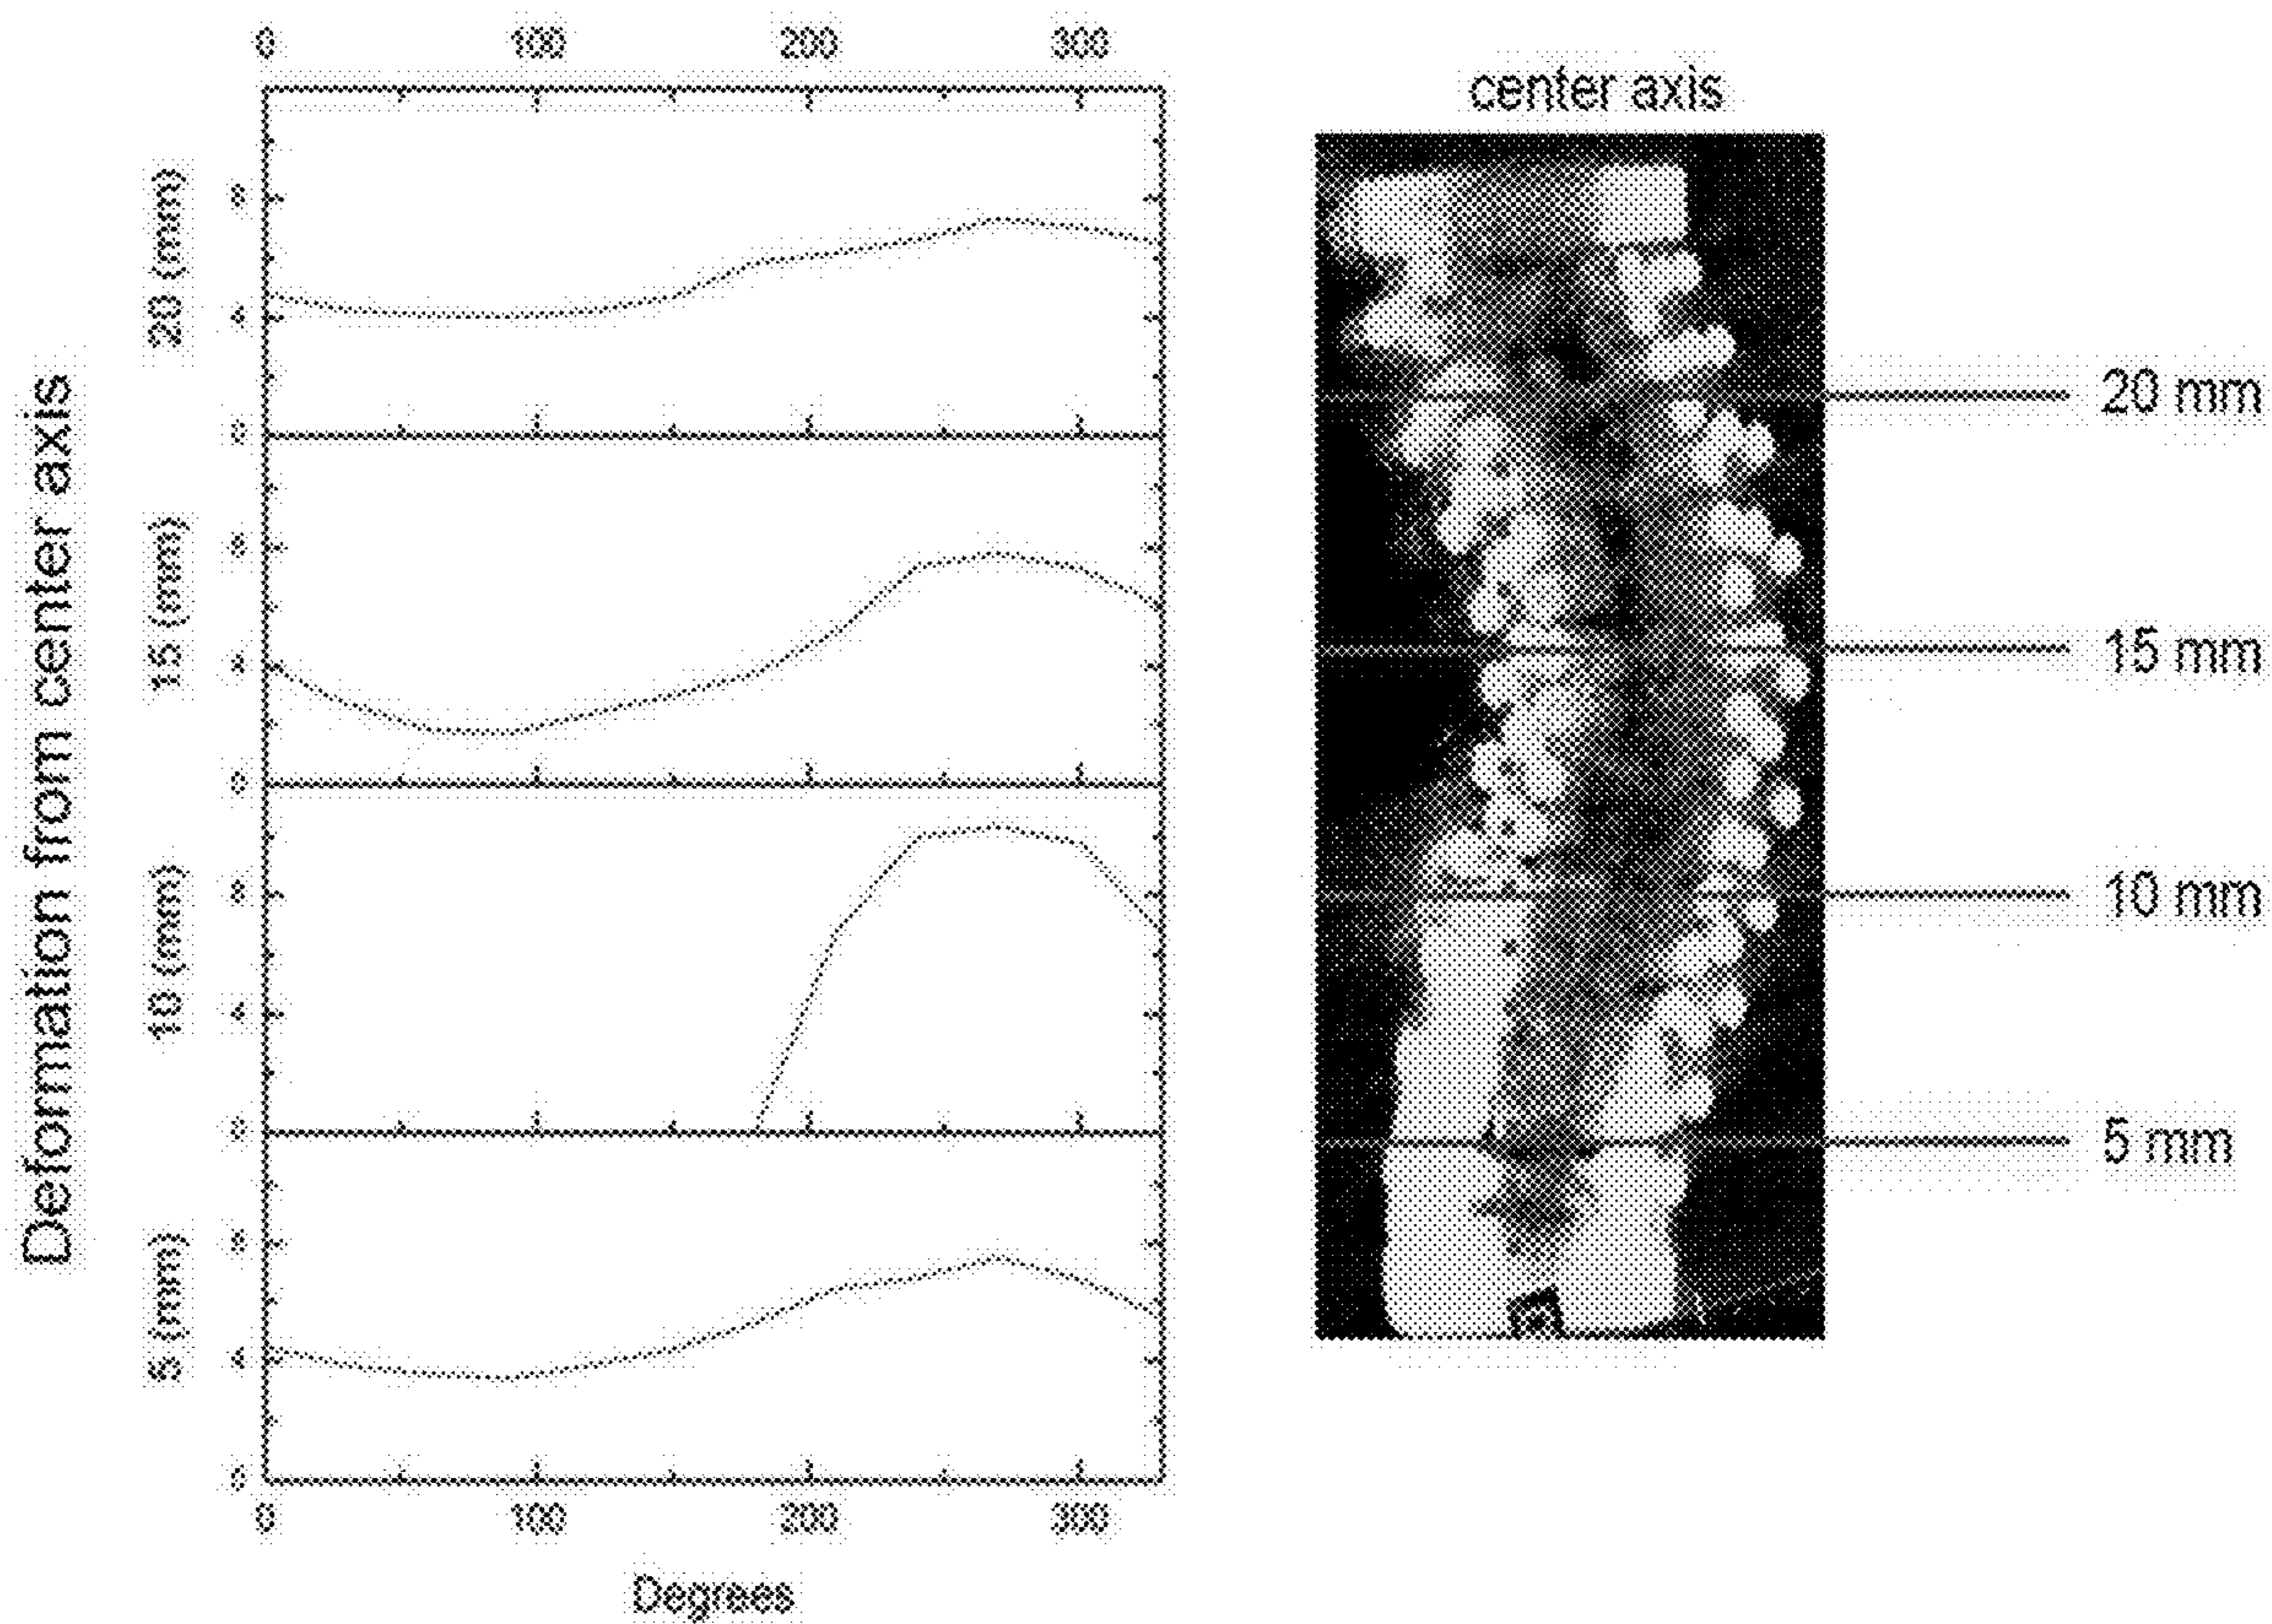 0 100 200 300
center axis
Deformation from center axis
20 (mm)
8
4
0
15 (mm)
8
4
0
10 (mm)
8
4
0
5 (mm)
8
4
0
0 100 200 300
Degrees
20 mm
15 mm
10 mm
5 mm